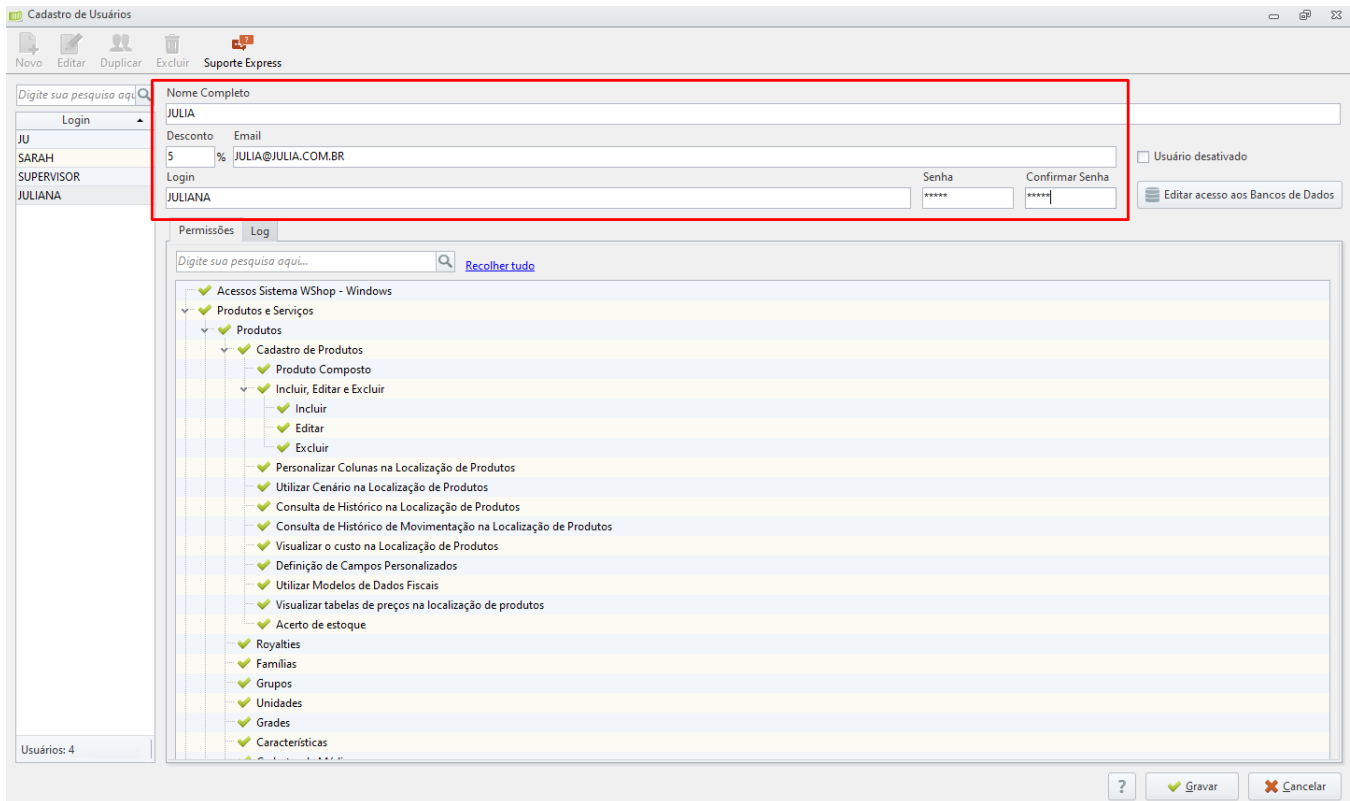 Cadastro de Usuários
Novo Editar Duplicar Excluir Suporte Express
Digite sua pesquisa aqu
Login
JU
SARAH
SUPERVISOR
JULIANA
Usuários: 4
Nome Completo
JULIA
Desconto Email
5 % JULIA@JULIA.COM.BR
Usuário desativado
Login Senha Confirmar Senha
JULIANA ***** *****
Editar acesso aos Bancos de Dados
Permissões Log
Digite sua pesquisa aqui... Recolher tudo
Acessos Sistema WShop - Windows
Produtos e Serviços
Produtos
Cadastro de Produtos
Produto Composto
Incluir, Editar e Excluir
Incluir
Editar
Excluir
Personalizar Colunas na Localização de Produtos
Utilizar Cenário na Localização de Produtos
Consulta de Histórico na Localização de Produtos
Consulta de Histórico de Movimentação na Localização de Produtos
Visualizar o custo na Localização de Produtos
Definição de Campos Personalizados
Utilizar Modelos de Dados Fiscais
Visualizar tabelas de preços na localização de produtos
Acerto de estoque
Royalties
Famílias
Grupos
Unidades
Grades
Características
? Gravar Cancelar